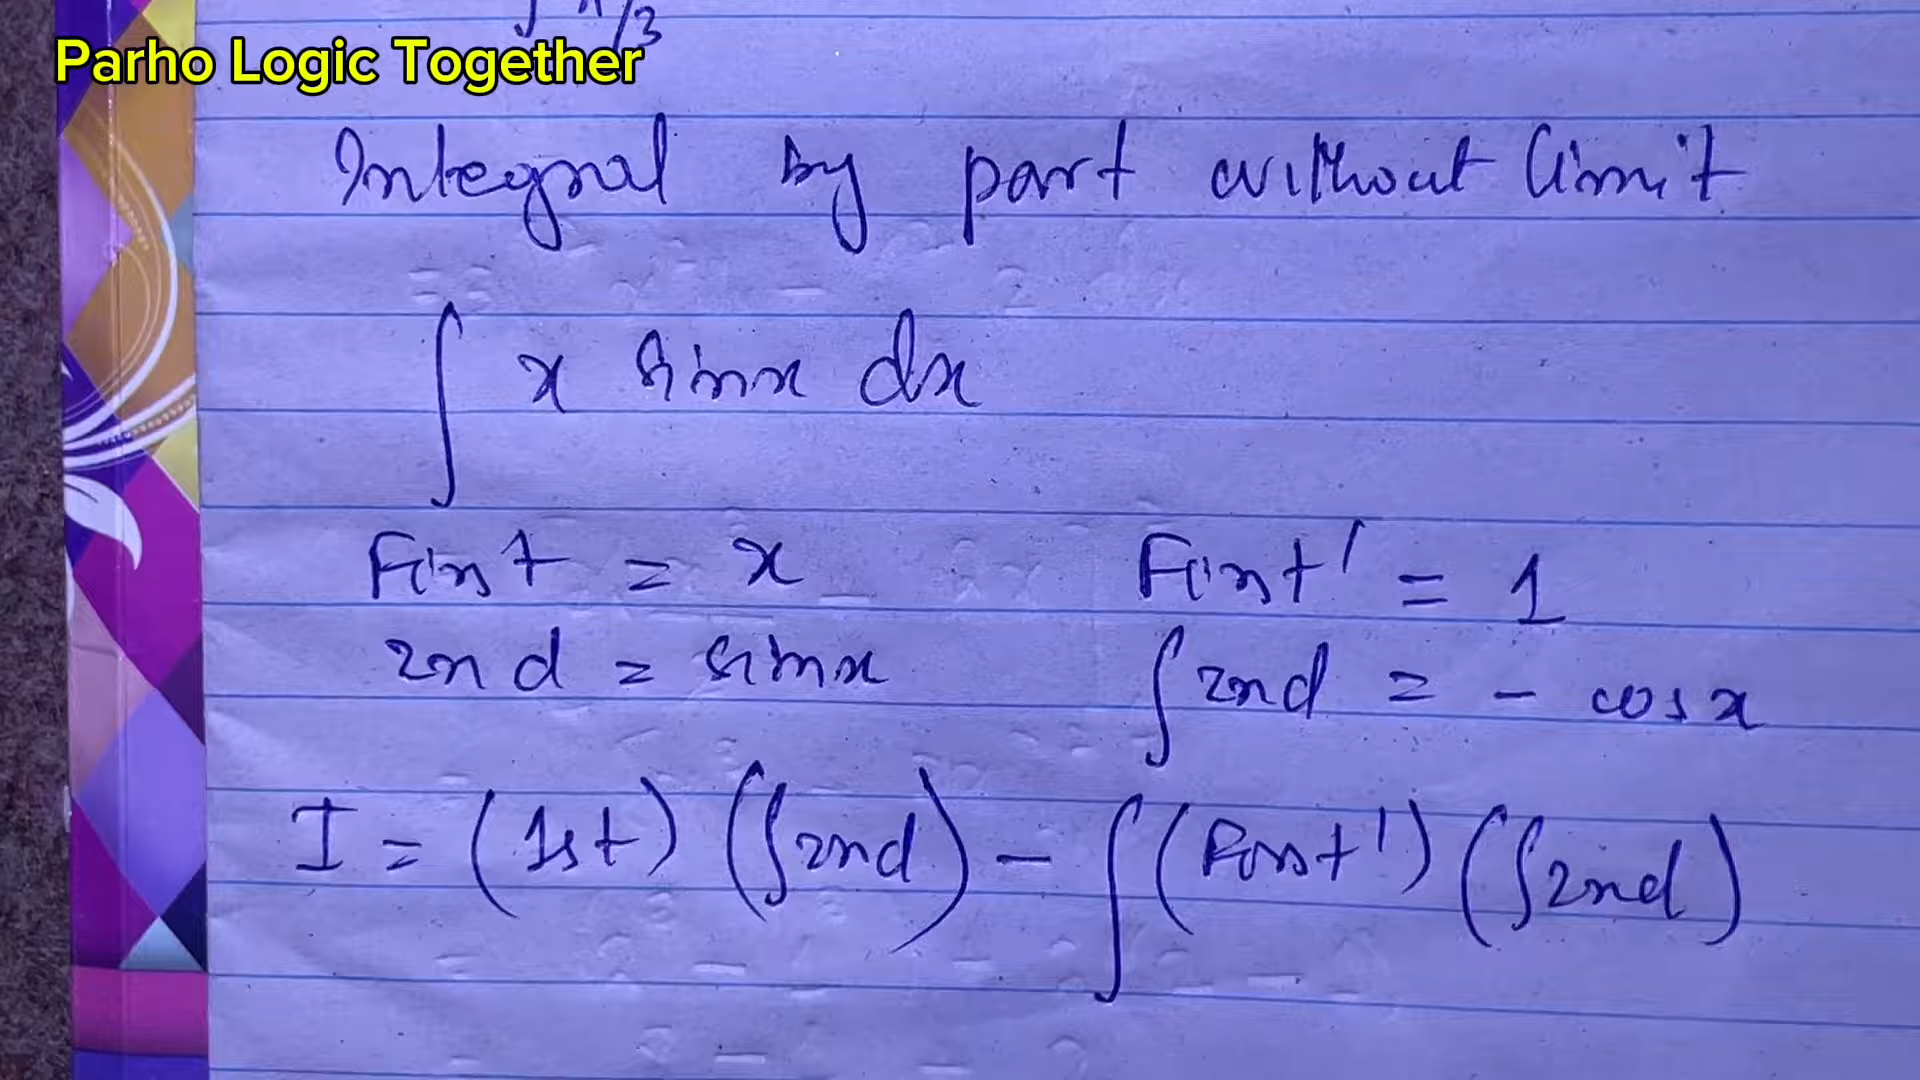 π/3
Parho Logic Together
Integral by part without limit
∫ x sinx dx
First = x First' = 1
2nd = sinx ∫2nd = - cosx
I = (1st) (∫2nd) - ∫(First') (∫2nd)